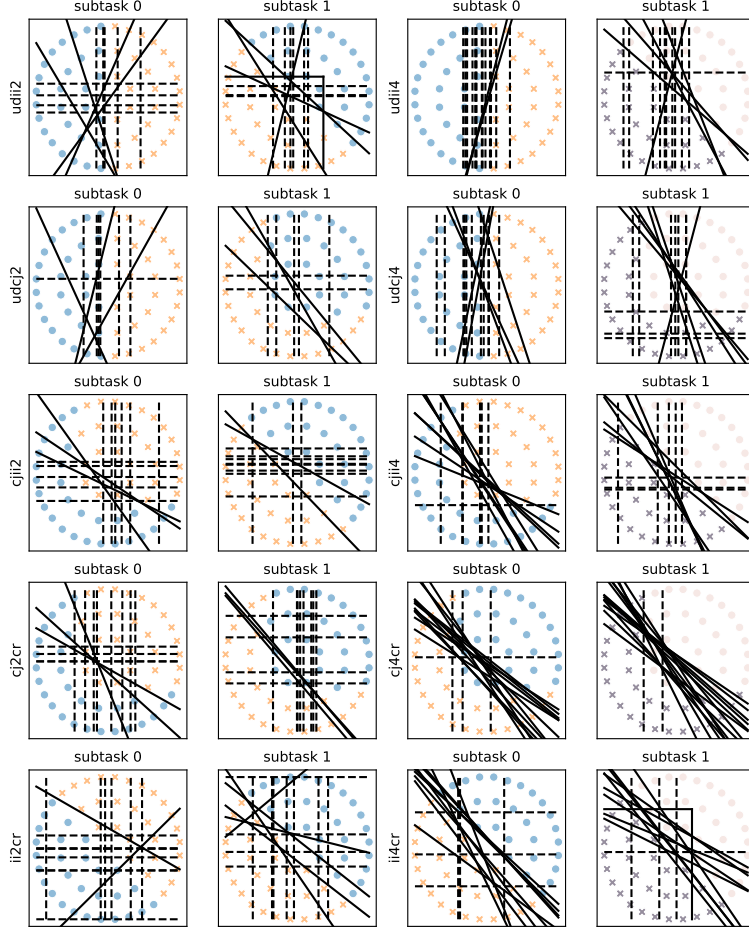 subtask 0 subtask 1 subtask 0 subtask 1
udii2 udii4
subtask 0 subtask 1 subtask 0 subtask 1
udcj2 udcj4
subtask 0 subtask 1 subtask 0 subtask 1
cjii2 cjii4
subtask 0 subtask 1 subtask 0 subtask 1
cj2cr cj4cr
subtask 0 subtask 1 subtask 0 subtask 1
ii2cr ii4cr